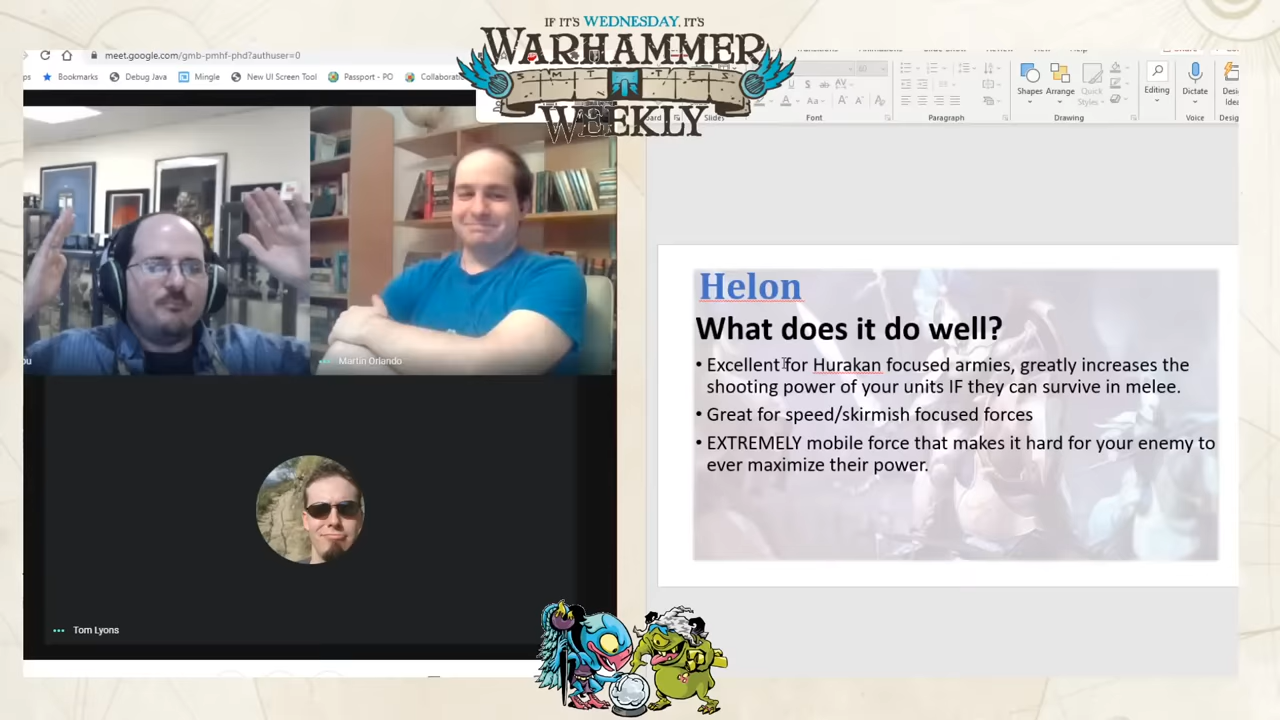 IF IT'S WEDNESDAY, IT'S
WARHAMMER
WEEKLY
meet.google.com/gmb-pmhf-phd?authuser=0
Bookmarks
Debug Java
Mingle
New UI Screen Tool
Passport - PO
Shapes
Arrange
Quick
Styles
Editing
Dictate
Slides
Font
Paragraph
Drawing
Voice
Helon
What does it do well?
• Excellent for Hurakan focused armies, greatly increases the
shooting power of your units IF they can survive in melee.
• Great for speed/skirmish focused forces
• EXTREMELY mobile force that makes it hard for your enemy to
ever maximize their power.
Martin Orlando
Tom Lyons